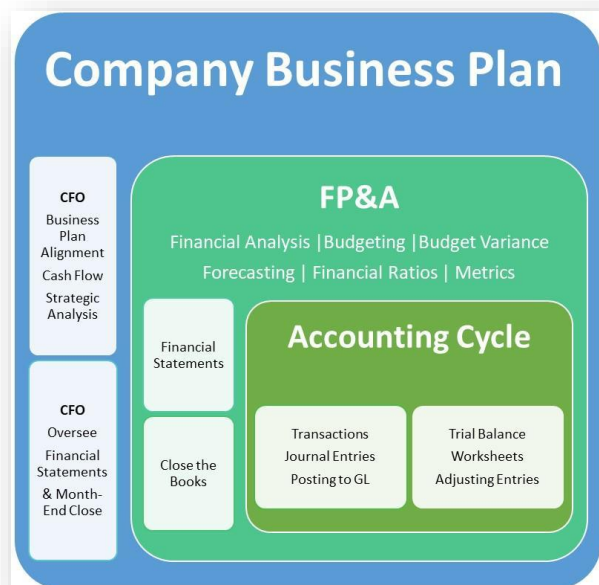 Company Business Plan
CFO
Business
Plan
Alignment
Cash Flow
Strategic
Analysis
CFO
Oversee
Financial
Statements
& Month-
End Close
FP&A
Financial Analysis |Budgeting |Budget Variance
Forecasting | Financial Ratios | Metrics
Financial
Statements
Close the
Books
Accounting Cycle
Transactions
Journal Entries
Posting to GL
Trial Balance
Worksheets
Adjusting Entries